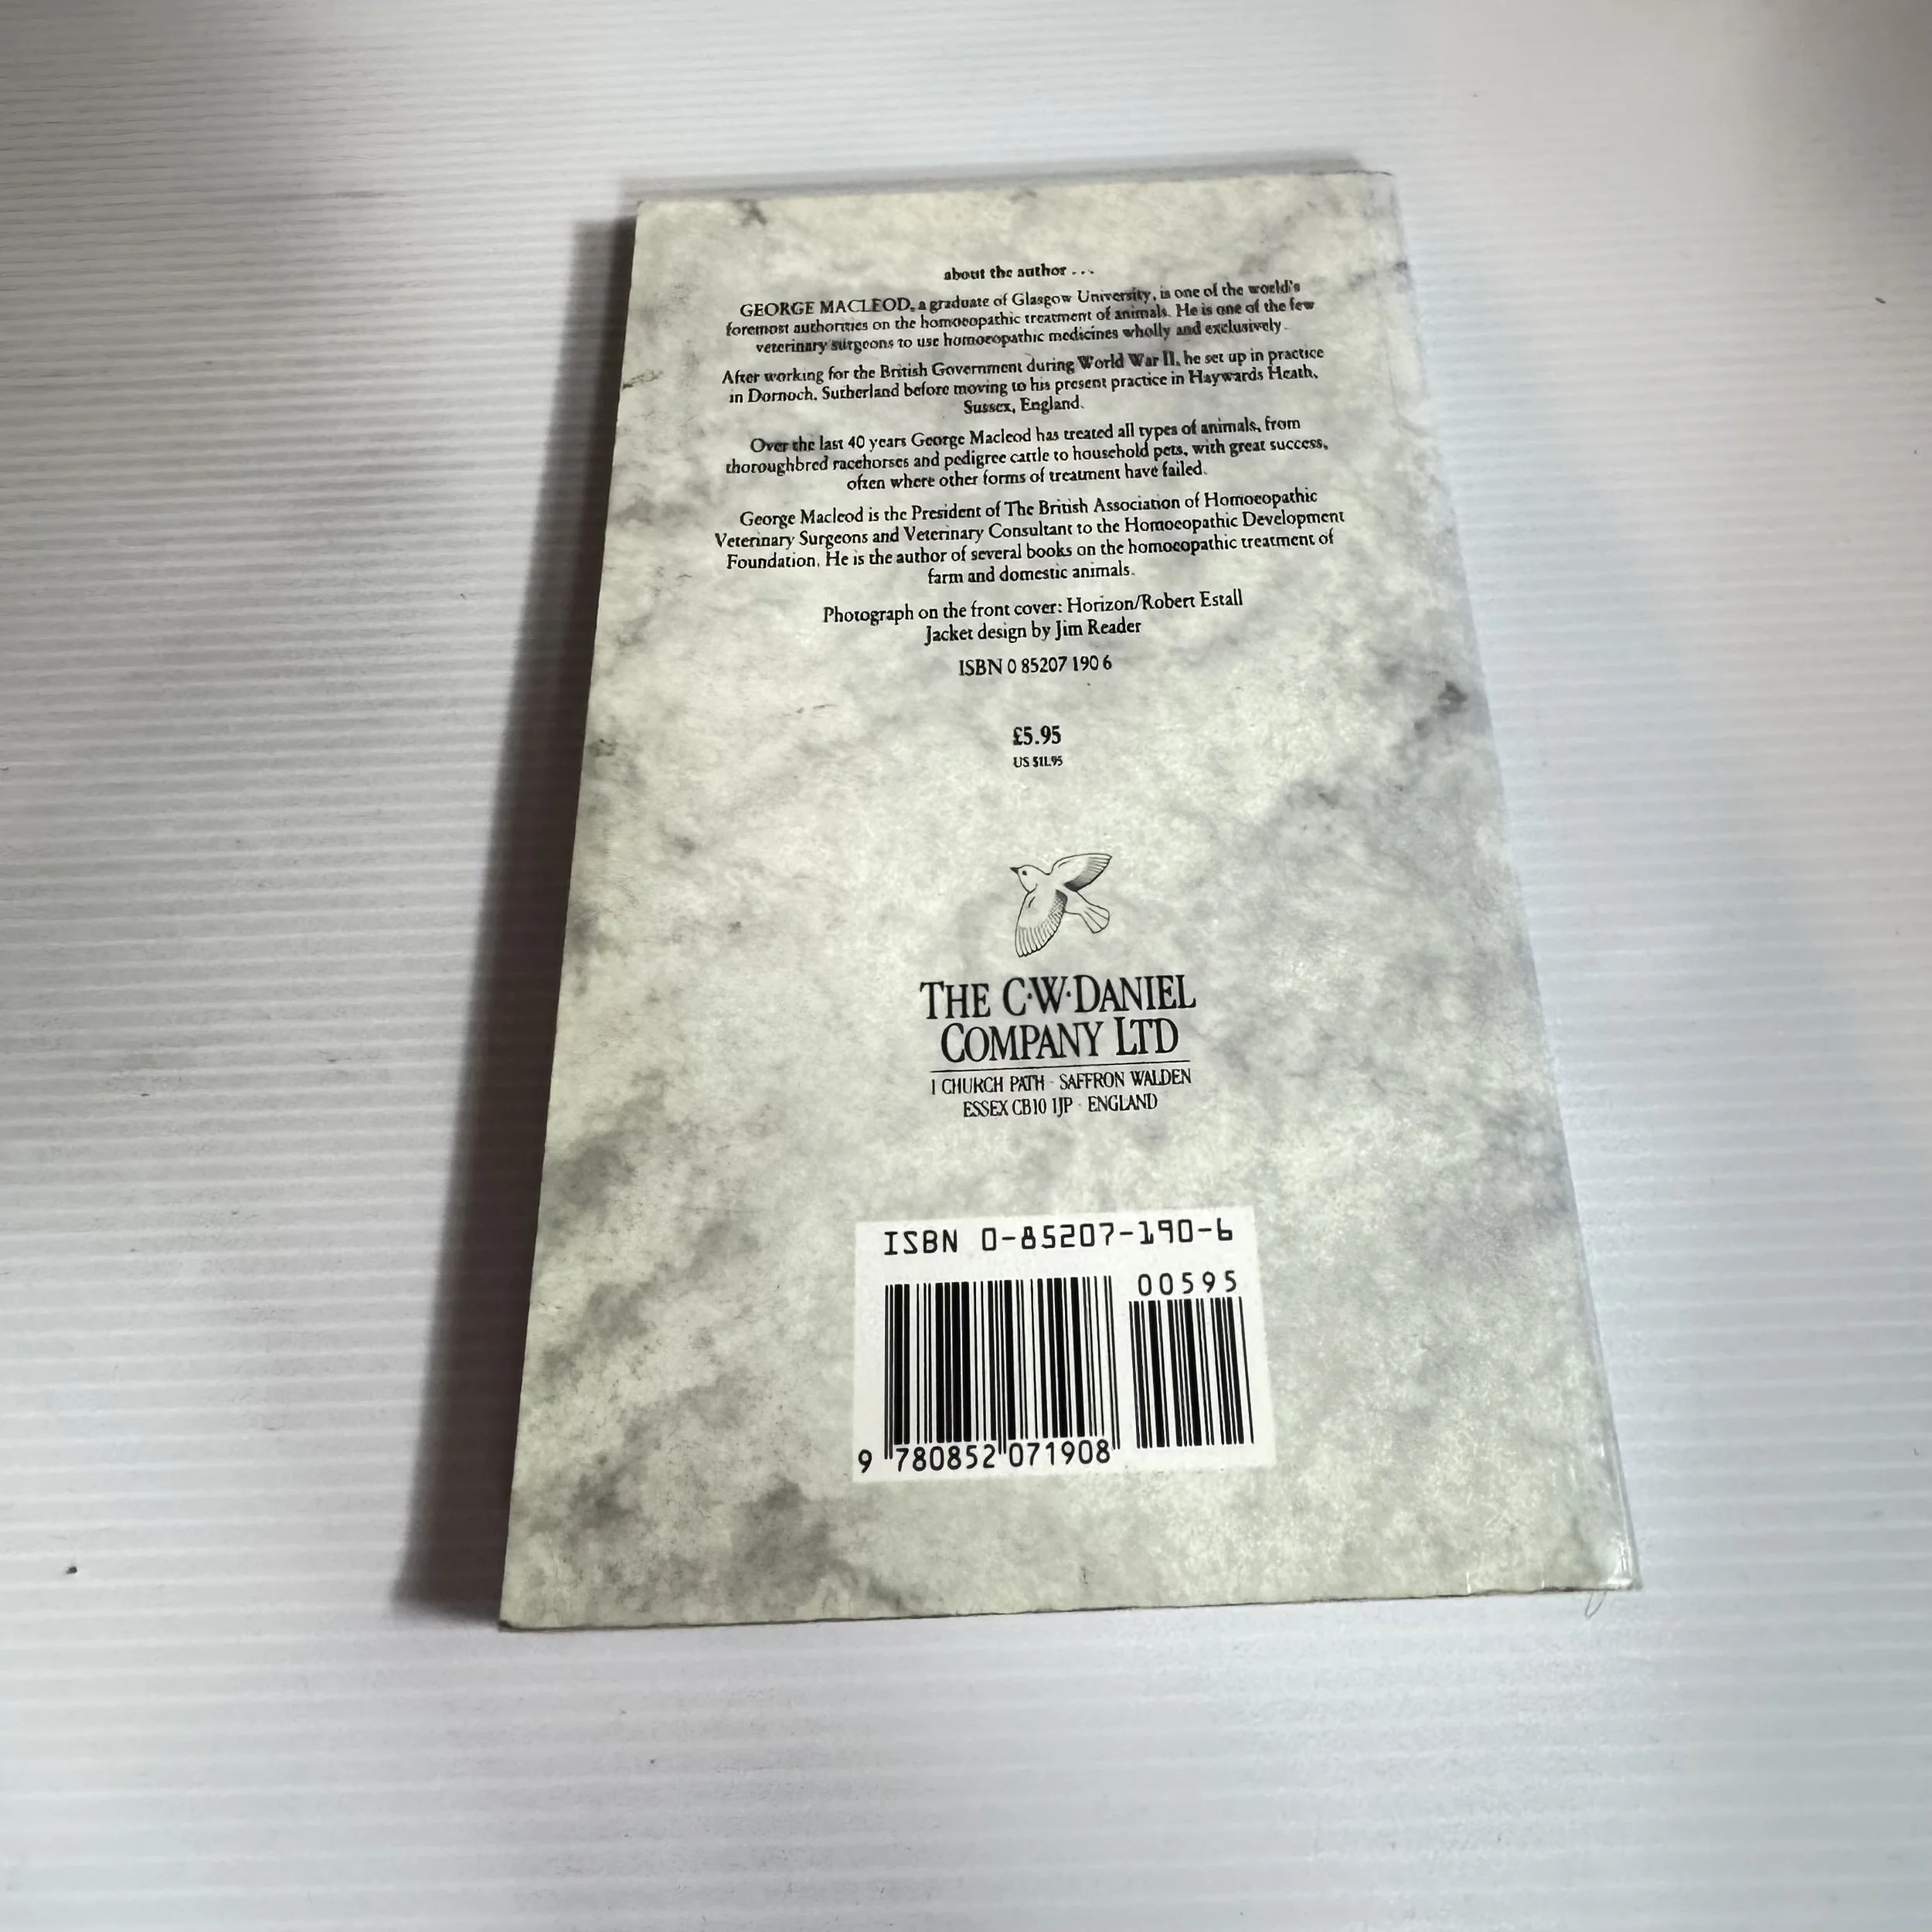 about the author . . .
GEORGE MACLEOD, a graduate of Glasgow University, is one of the world's
foremost authorities on the homoeopathic treatment of animals. He is one of the few
veterinary surgeons to use homoeopathic medicines wholly and exclusively.
After working for the British Government during World War II, he set up in practice
in Dornoch, Sutherland before moving to his present practice in Haywards Heath,
Sussex, England.
Over the last 40 years George Macleod has treated all types of animals, from
thoroughbred racehorses and pedigree cattle to household pets, with great success,
often where other forms of treatment have failed.
George Macleod is the President of The British Association of Homoeopathic
Veterinary Surgeons and Veterinary Consultant to the Homoeopathic Development
Foundation. He is the author of several books on the homoeopathic treatment of
farm and domestic animals.
Photograph on the front cover: Horizon/Robert Estall
Jacket design by Jim Reader
ISBN 0 85207 190 6
£5.95
US $11.95
THE C·W·DANIEL
COMPANY LTD
1 CHURCH PATH · SAFFRON WALDEN
ESSEX CB10 1JP · ENGLAND
ISBN 0-85207-190-6
00595
9 780852 071908